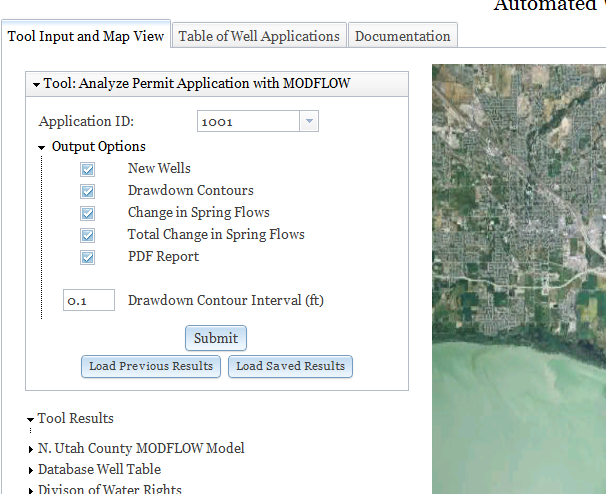 Automated
Tool Input and Map View
Table of Well Applications
Documentation
Tool: Analyze Permit Application with MODFLOW
Application ID:
1001
Output Options
New Wells
Drawdown Contours
Change in Spring Flows
Total Change in Spring Flows
PDF Report
0.1 Drawdown Contour Interval (ft)
Submit
Load Previous Results
Load Saved Results
Tool Results
N. Utah County MODFLOW Model
Database Well Table
Divison of Water Rights